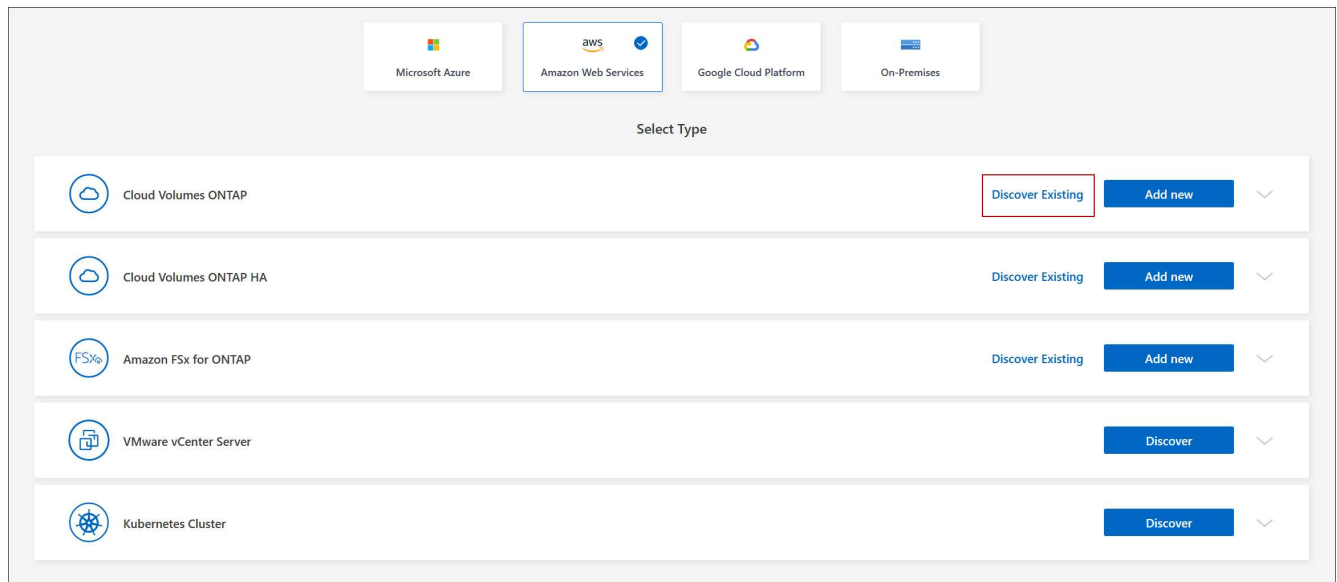 aws
Microsoft Azure
Amazon Web Services
Google Cloud Platform
On-Premises
Select Type
Cloud Volumes ONTAP
Discover Existing
Add new
Cloud Volumes ONTAP HA
Discover Existing
Add new
FSx
Amazon FSx for ONTAP
Discover Existing
Add new
VMware vCenter Server
Discover
Kubernetes Cluster
Discover